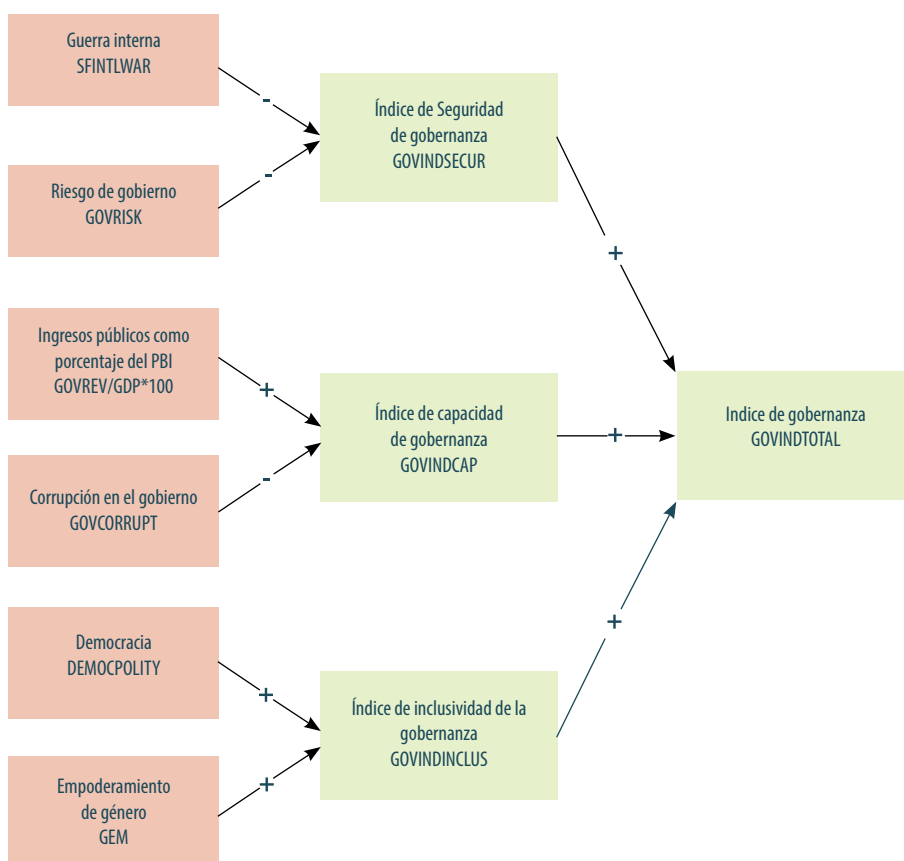 Guerra interna
SFINTLWAR
-
Índice de Seguridad
de gobernanza
GOVINDSECUR
Riesgo de gobierno
GOVRISK
-
+
Ingresos públicos como
porcentaje del PBI
GOVREV/GDP*100
+
Índice de capacidad
de gobernanza
GOVINDCAP
+
Indice de gobernanza
GOVINDTOTAL
Corrupción en el gobierno
GOVCORRUPT
-
Democracia
DEMOCPOLITY
+
Índice de inclusividad de la
gobernanza
GOVINDINCLUS
+
Empoderamiento
de género
GEM
+